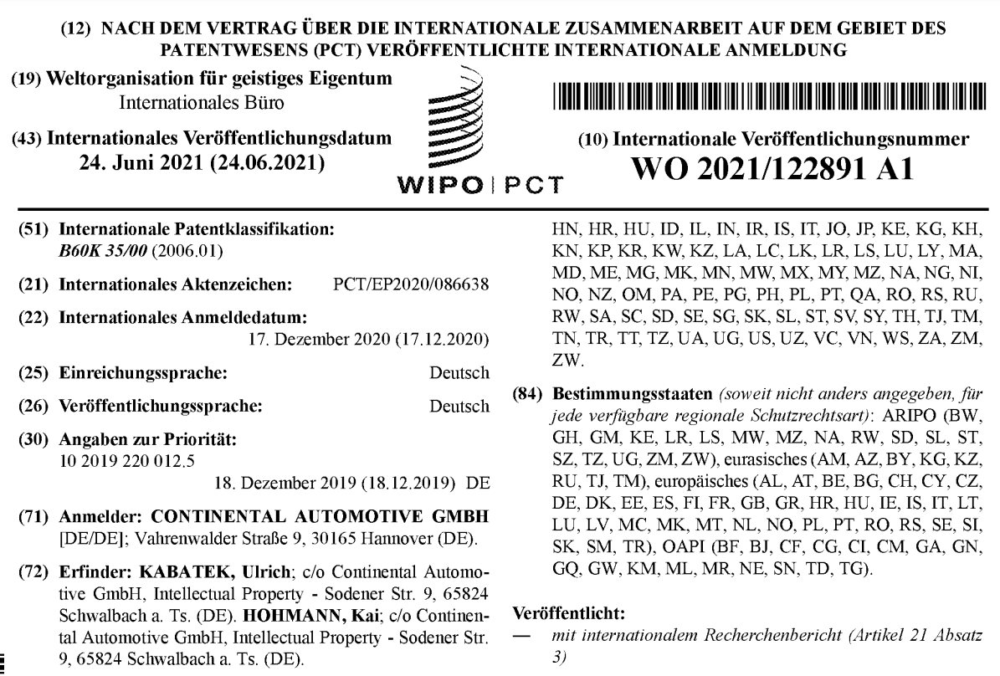 (12) NACH DEM VERTRAG ÜBER DIE INTERNATIONALE ZUSAMMENARBEIT AUF DEM GEBIET DES
PATENTWESENS (PCT) VERÖFFENTLICHTE INTERNATIONALE ANMELDUNG
(19) Weltorganisation für geistiges Eigentum
Internationales Büro
(43) Internationales Veröffentlichungsdatum
24. Juni 2021 (24.06.2021)
WIPO | PCT
(10) Internationale Veröffentlichungsnummer
WO 2021/122891 A1
(51) Internationale Patentklassifikation:
B60K 35/00 (2006.01)
(21) Internationales Aktenzeichen: PCT/EP2020/086638
(22) Internationales Anmeldedatum:
17. Dezember 2020 (17.12.2020)
(25) Einreichungssprache: Deutsch
(26) Veröffentlichungssprache: Deutsch
(30) Angaben zur Priorität:
10 2019 220 012.5
18. Dezember 2019 (18.12.2019) DE
(71) Anmelder: CONTINENTAL AUTOMOTIVE GMBH
[DE/DE]; Vahrenwalder Straße 9, 30165 Hannover (DE).
(72) Erfinder: KABATEK, Ulrich; c/o Continental Automo-
tive GmbH, Intellectual Property - Sodener Str. 9, 65824
Schwalbach a. Ts. (DE). HOHMANN, Kai; c/o Continen-
tal Automotive GmbH, Intellectual Property - Sodener Str.
9, 65824 Schwalbach a. Ts. (DE).
HN, HR, HU, ID, IL, IN, IR, IS, IT, JO, JP, KE, KG, KH,
KN, KP, KR, KW, KZ, LA, LC, LK, LR, LS, LU, LY, MA,
MD, ME, MG, MK, MN, MW, MX, MY, MZ, NA, NG, NI,
NO, NZ, OM, PA, PE, PG, PH, PL, PT, QA, RO, RS, RU,
RW, SA, SC, SD, SE, SG, SK, SL, ST, SV, SY, TH, TJ, TM,
TN, TR, TT, TZ, UA, UG, US, UZ, VC, VN, WS, ZA, ZM,
ZW.
(84) Bestimmungsstaaten (soweit nicht anders angegeben, für
jede verfügbare regionale Schutzrechtsart): ARIPO (BW,
GH, GM, KE, LR, LS, MW, MZ, NA, RW, SD, SL, ST,
SZ, TZ, UG, ZM, ZW), eurasisches (AM, AZ, BY, KG, KZ,
RU, TJ, TM), europäisches (AL, AT, BE, BG, CH, CY, CZ,
DE, DK, EE, ES, FI, FR, GB, GR, HR, HU, IE, IS, IT, LT,
LU, LV, MC, MK, MT, NL, NO, PL, PT, RO, RS, SE, SI,
SK, SM, TR), OAPI (BF, BJ, CF, CG, CI, CM, GA, GN,
GQ, GW, KM, ML, MR, NE, SN, TD, TG).
Veröffentlicht:
— mit internationalem Recherchenbericht (Artikel 21 Absatz
3)